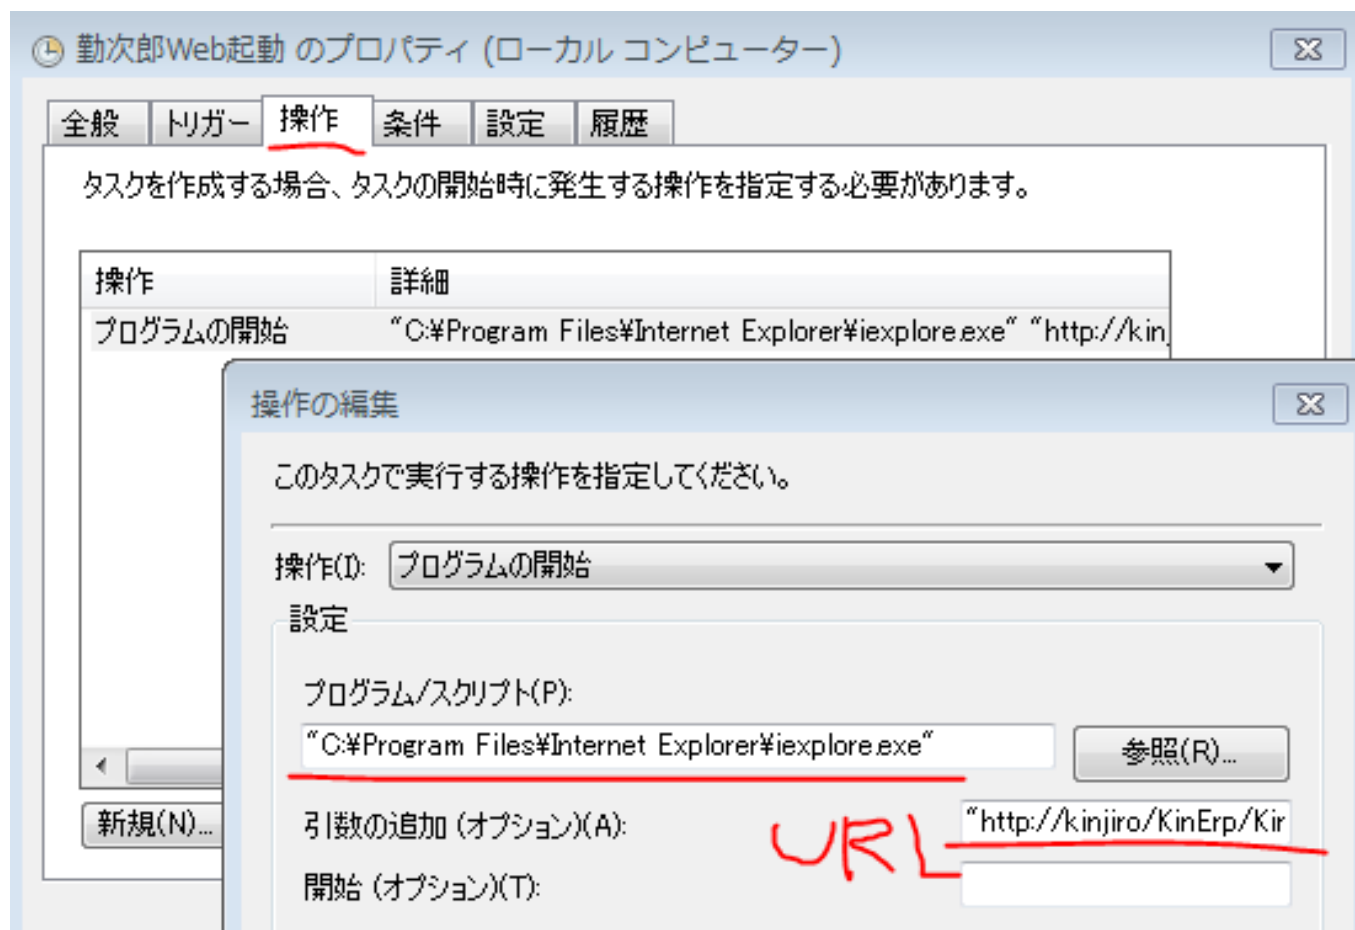 勤次郎Web起動 のプロパティ (ローカル コンピューター)
全般 トリガー 操作 条件 設定 履歴
タスクを作成する場合、タスクの開始時に発生する操作を指定する必要があります。
操作 詳細
プログラムの開始 "C:¥Program Files¥Internet Explorer¥iexplore.exe" "http://kinj
操作の編集
このタスクで実行する操作を指定してください。
操作(I): プログラムの開始
設定
プログラム/スクリプト(P):
"C:¥Program Files¥Internet Explorer¥iexplore.exe" 参照(R)...
新規(N)... 引数の追加 (オプション)(A): URL "http://kinjiro/KinErp/Kin
開始 (オプション)(T):